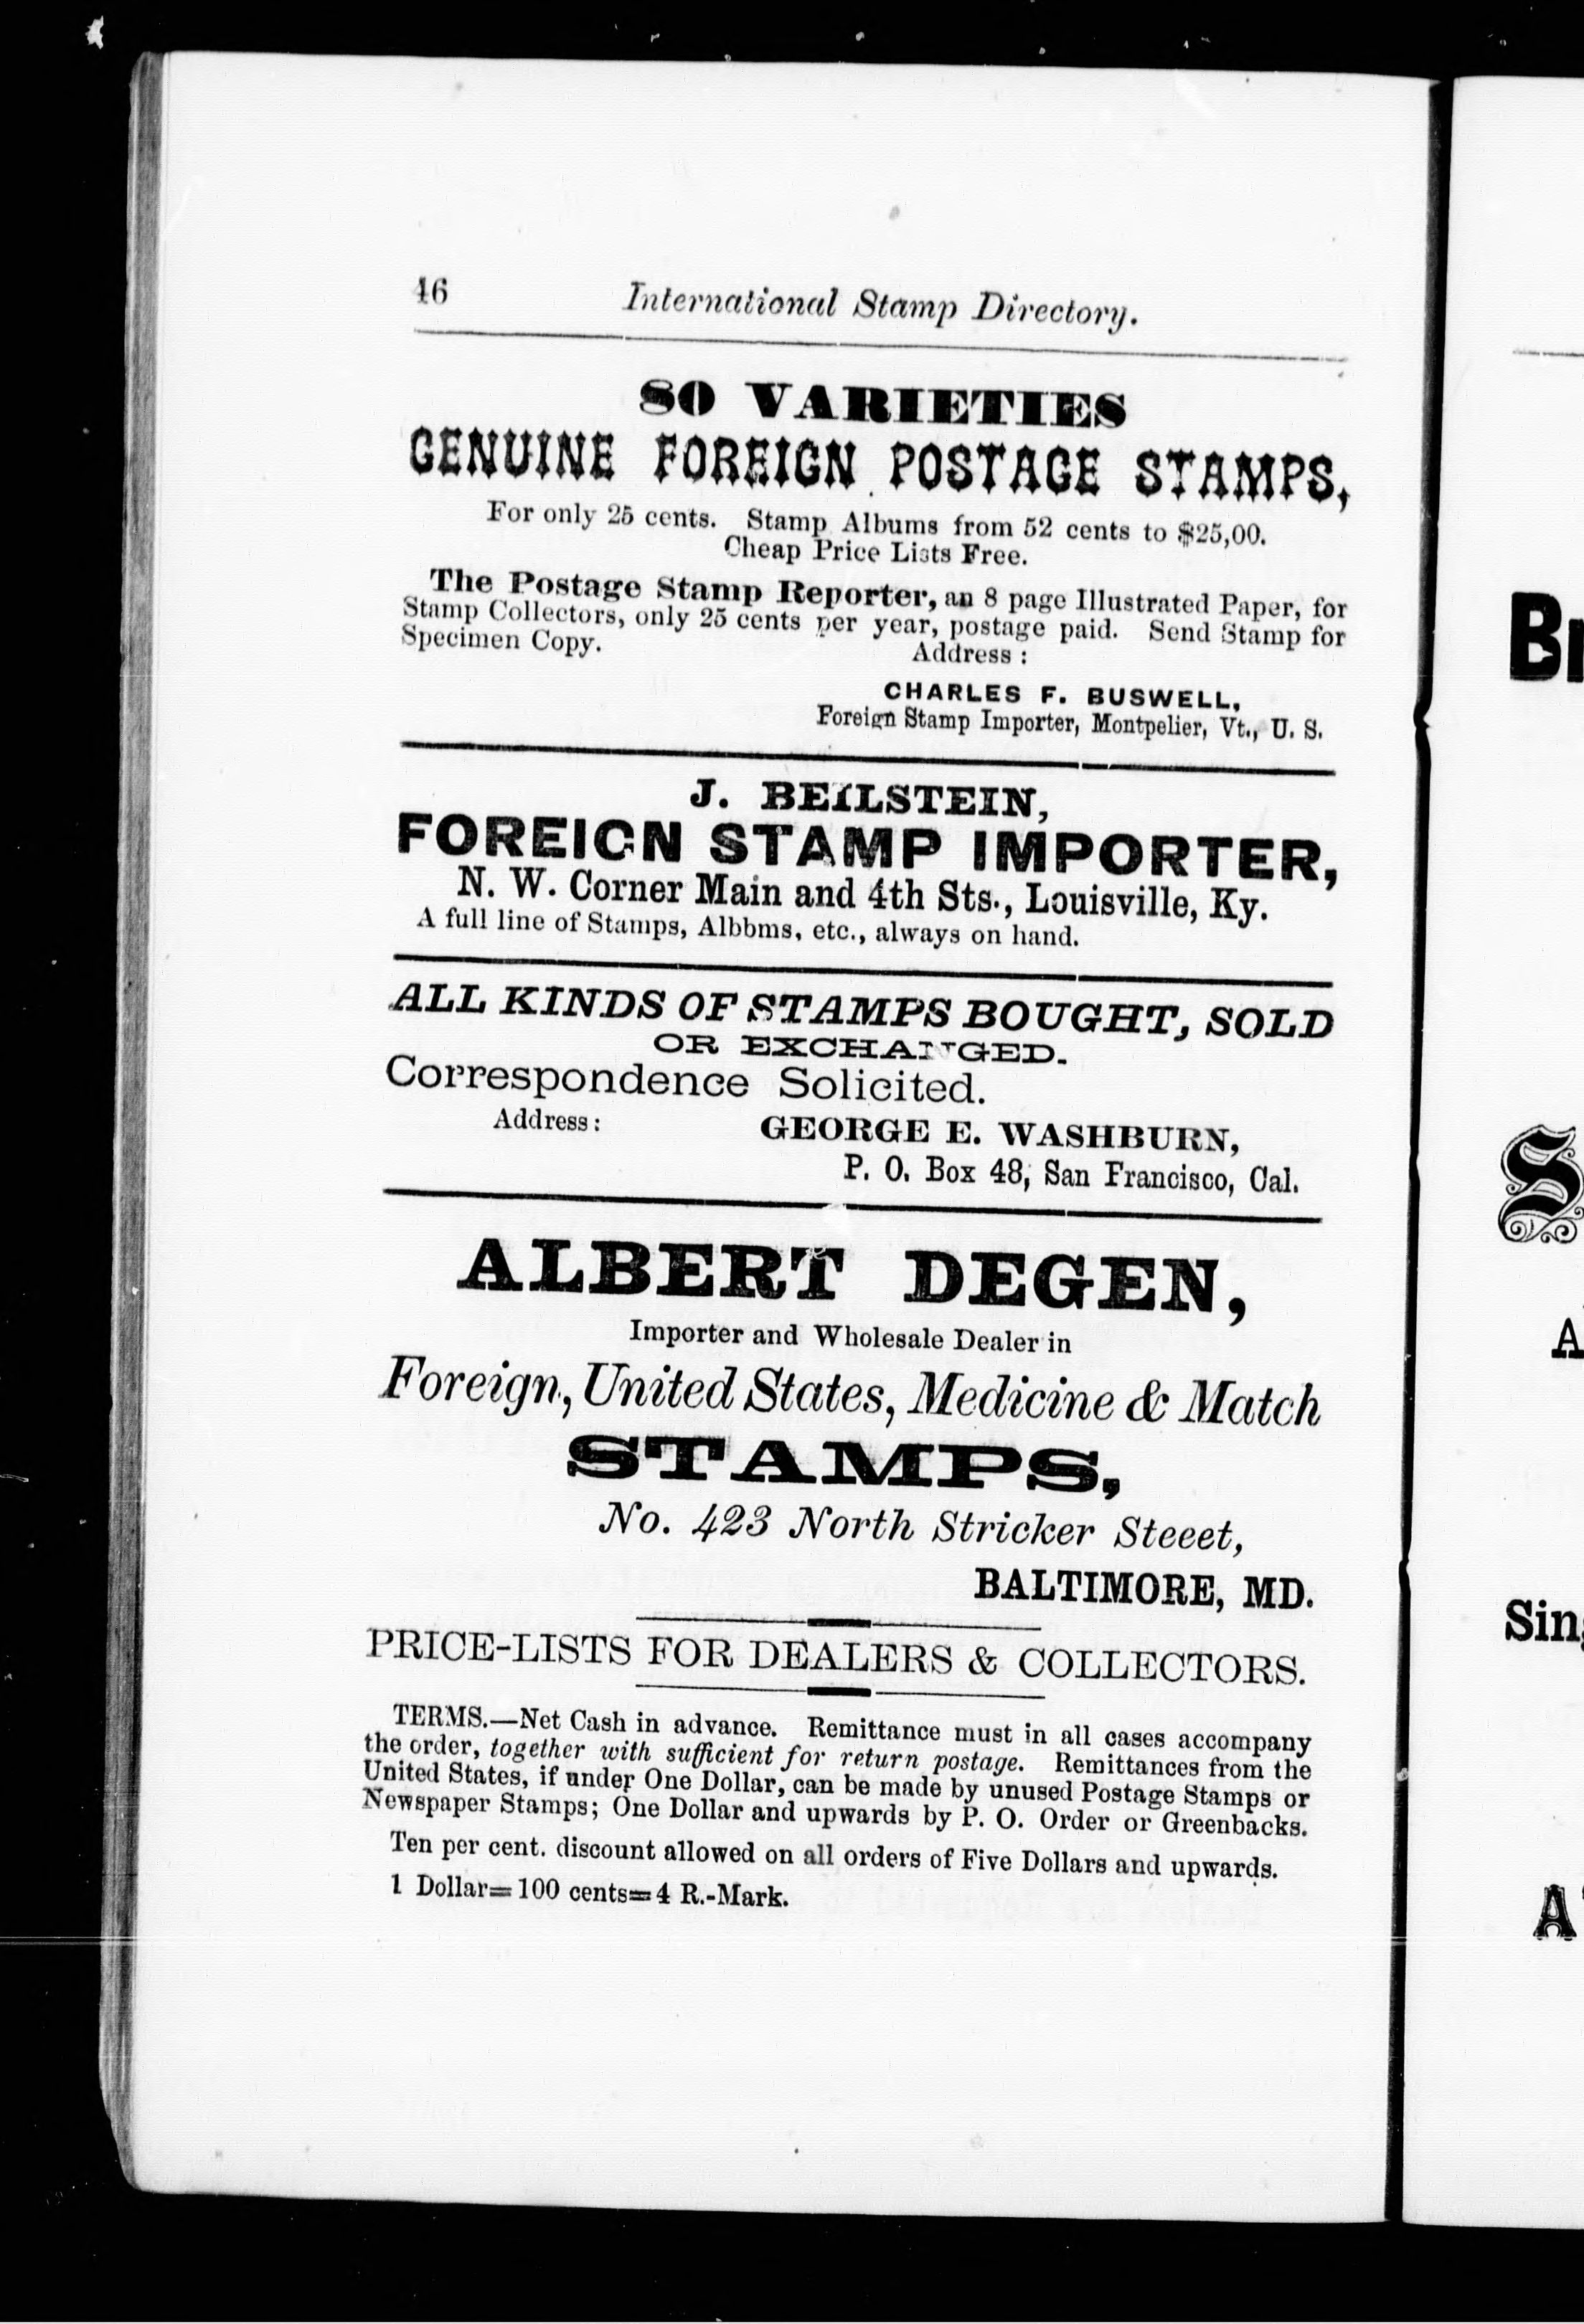 46 International Stamp Directory.
80 VARIETIES
GENUINE FOREIGN POSTAGE STAMPS,
For only 25 cents. Stamp Albums from 52 cents to $25,00.
Cheap Price Lists Free.
The Postage Stamp Reporter, an 8 page Illustrated Paper, for
Stamp Collectors, only 25 cents per year, postage paid. Send Stamp for
Specimen Copy.
Address :
CHARLES F. BUSWELL,
Foreign Stamp Importer, Montpelier, Vt., U. S.
J. BEILSTEIN,
FOREIGN STAMP IMPORTER,
N. W. Corner Main and 4th Sts., Louisville, Ky.
A full line of Stamps, Albbms, etc., always on hand.
ALL KINDS OF STAMPS BOUGHT, SOLD
OR EXCHANGED.
Correspondence Solicited.
Address : GEORGE E. WASHBURN,
P. O. Box 48, San Francisco, Cal.
ALBERT DEGEN,
Importer and Wholesale Dealer in
Foreign, United States, Medicine & Match
STAMPS,
No. 423 North Stricker Steeet,
BALTIMORE, MD.
PRICE-LISTS FOR DEALERS & COLLECTORS.
TERMS.—Net Cash in advance. Remittance must in all cases accompany
the order, together with sufficient for return postage. Remittances from the
United States, if under One Dollar, can be made by unused Postage Stamps or
Newspaper Stamps; One Dollar and upwards by P. O. Order or Greenbacks.
Ten per cent. discount allowed on all orders of Five Dollars and upwards.
1 Dollar=100 cents=4 R.-Mark.